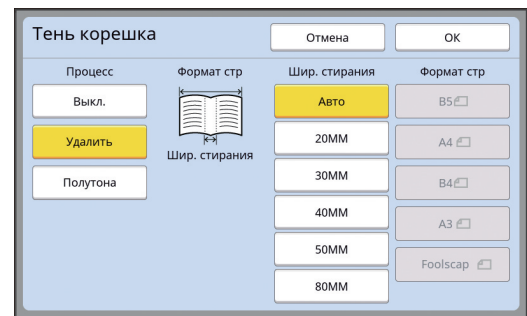 Тень корешка
Отмена
OK
Процесс
Формат стр
Шир. стирания
Формат стр
Выкл.
Удалить
Полутона
Шир. стирания
Авто
20MM
30MM
40MM
50MM
80MM
B5
A4
B4
A3
Foolscap